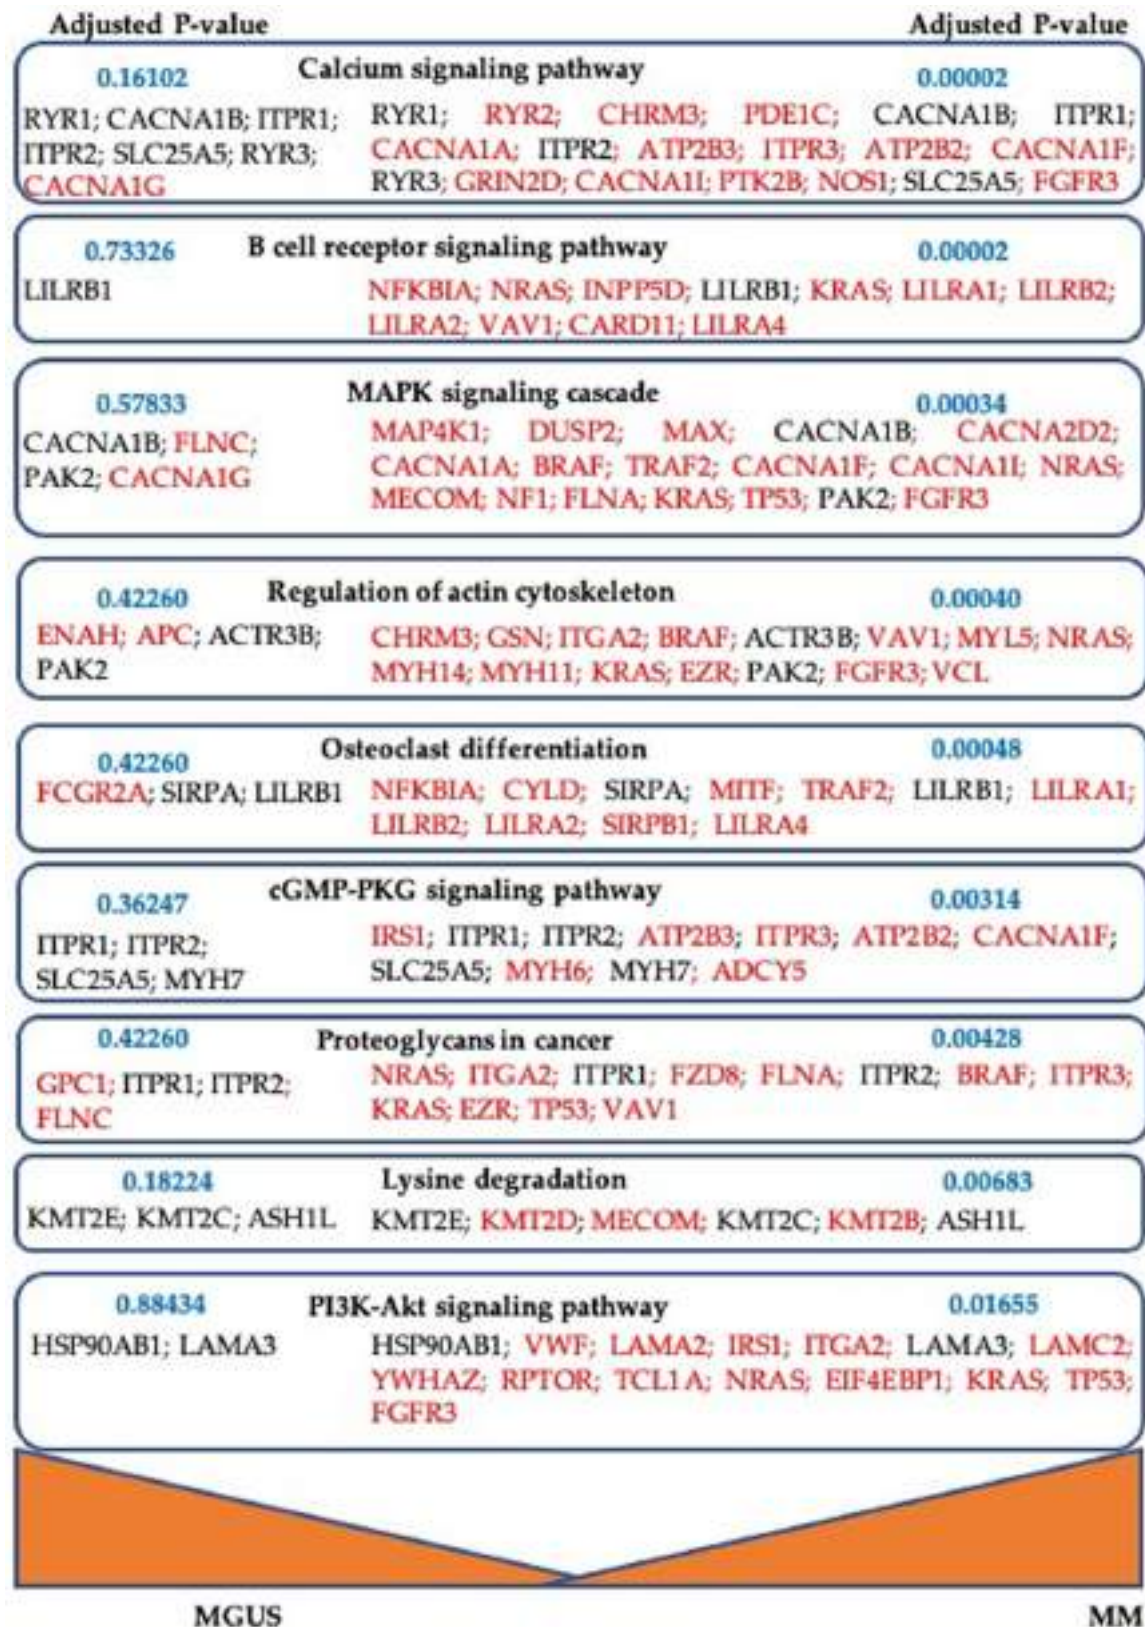 Adjusted P-value Adjusted P-value
0.16102 Calcium signaling pathway 0.00002
RYR1; CACNA1B; ITPR1;
ITPR2; SLC25A5; RYR3;
CACNA1G
RYR1; RYR2; CHRM3; PDE1C; CACNA1B; ITPR1;
CACNA1A; ITPR2; ATP2B3; ITPR3; ATP2B2; CACNA1F;
RYR3; GRIN2D; CACNA1I; PTK2B; NOS1; SLC25A5; FGFR3
0.73326 B cell receptor signaling pathway 0.00002
LILRB1
NFKBIA; NRAS; INPP5D; LILRB1; KRAS; LILRA1; LILRB2;
LILRA2; VAV1; CARD11; LILRA4
0.57833 MAPK signaling cascade 0.00034
CACNA1B; FLNC;
PAK2; CACNA1G
MAP4K1; DUSP2; MAX; CACNA1B; CACNA2D2;
CACNA1A; BRAF; TRAF2; CACNA1F; CACNA1I; NRAS;
MECOM; NF1; FLNA; KRAS; TP53; PAK2; FGFR3
0.42260 Regulation of actin cytoskeleton 0.00040
ENAH; APC; ACTR3B;
PAK2
CHRM3; GSN; ITGA2; BRAF; ACTR3B; VAV1; MYL5; NRAS;
MYH14; MYH11; KRAS; EZR; PAK2; FGFR3; VCL
0.42260 Osteoclast differentiation 0.00048
FCGR2A; SIRPA; LILRB1
NFKBIA; CYLD; SIRPA; MITF; TRAF2; LILRB1; LILRA1;
LILRB2; LILRA2; SIRPB1; LILRA4
0.36247 cGMP-PKG signaling pathway 0.00314
ITPR1; ITPR2;
SLC25A5; MYH7
IRS1; ITPR1; ITPR2; ATP2B3; ITPR3; ATP2B2; CACNA1F;
SLC25A5; MYH6; MYH7; ADCY5
0.42260 Proteoglycans in cancer 0.00428
GPC1; ITPR1; ITPR2;
FLNC
NRAS; ITGA2; ITPR1; FZD8; FLNA; ITPR2; BRAF; ITPR3;
KRAS; EZR; TP53; VAV1
0.18224 Lysine degradation 0.00683
KMT2E; KMT2C; ASH1L
KMT2E; KMT2D; MECOM; KMT2C; KMT2B; ASH1L
0.88434 PI3K-Akt signaling pathway 0.01655
HSP90AB1; LAMA3
HSP90AB1; VWF; LAMA2; IRS1; ITGA2; LAMA3; LAMC2;
YWHAZ; RPTOR; TCL1A; NRAS; EIF4EBP1; KRAS; TP53;
FGFR3
MGUS MM